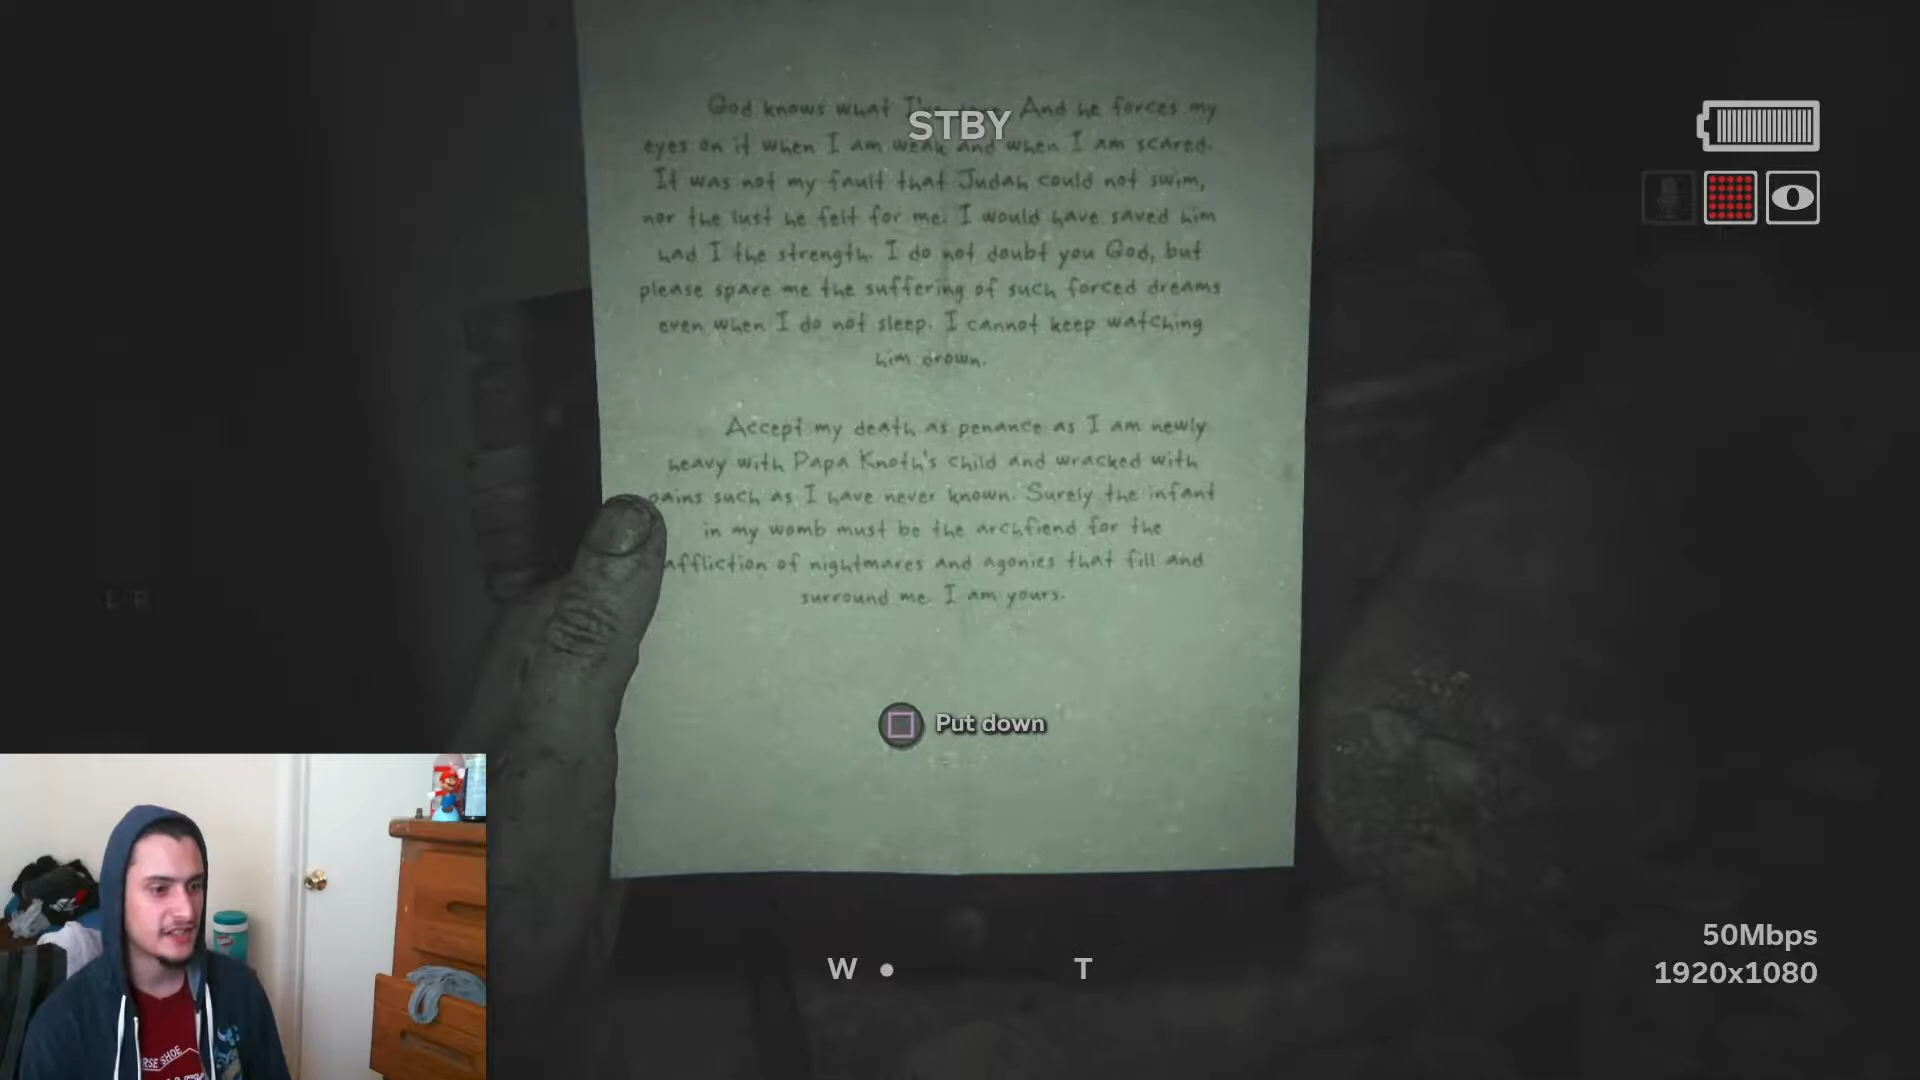 God knows what I've done. And he forces my
STBY
eyes on it when I am weak and when I am scared.
It was not my fault that Judah could not swim,
nor the lust he felt for me. I would have saved him
had I the strength. I do not doubt you God, but
please spare me the suffering of such forced dreams
even when I do not sleep. I cannot keep watching
him drown.
Accept my death as penance as I am newly
heavy with Papa Knoth's child and wracked with
pains such as I have never known. Surely the infant
in my womb must be the archfiend for the
affliction of nightmares and agonies that fill and
surround me. I am yours.
L R
Put down
W T
50Mbps
1920x1080
RSE SHOE